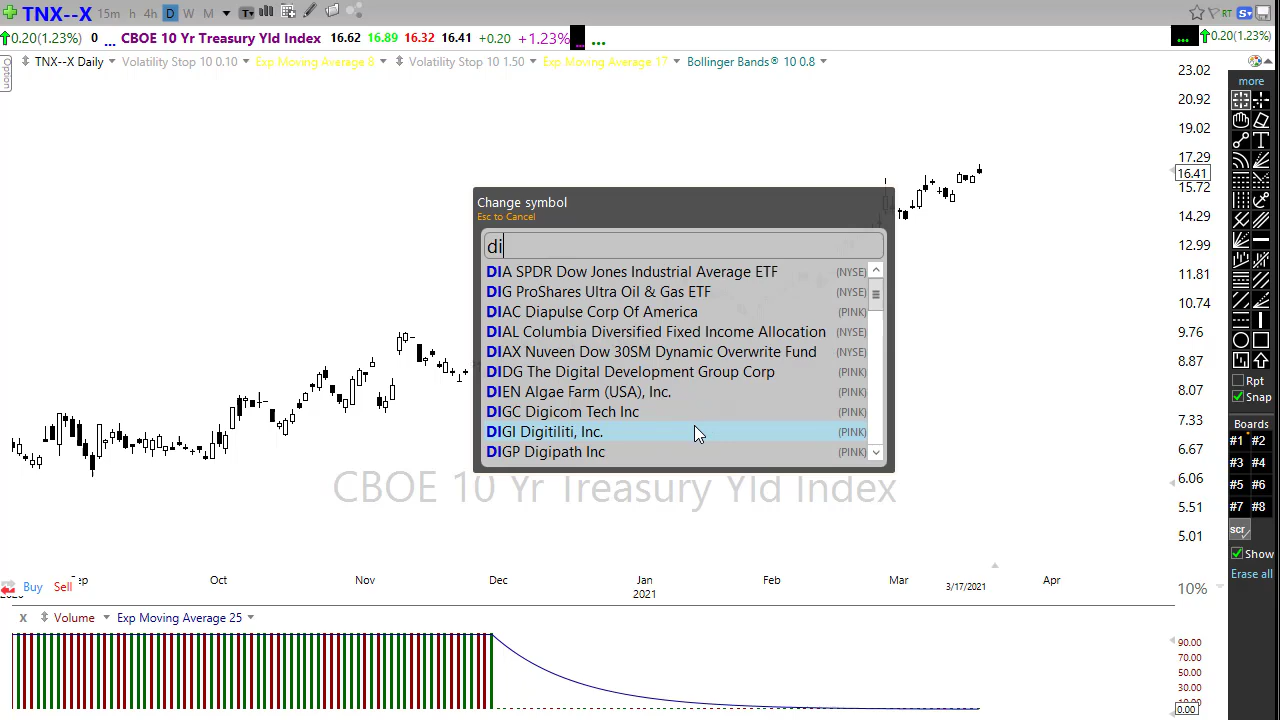 TNX--X 15m h 4h D W M T RT S
0.20(1.23%) 0 ... CBOE 10 Yr Treasury Yld Index 16.62 16.89 16.32 16.41 +0.20 +1.23% ... ... 0.20(1.23%)
TNX--X Daily Volatility Stop 10 0.10 Exp Moving Average 8 Volatility Stop 10 1.50 Exp Moving Average 17 Bollinger Bands® 10 0.8
Option
more
23.02
20.92
19.02
17.29
16.41
15.72
14.29
12.99
11.81
10.74
9.76
8.87
8.07
7.33
6.67
6.06
5.51
5.01
Change symbol
Esc to Cancel
di
DIA SPDR Dow Jones Industrial Average ETF (NYSE)
DIG ProShares Ultra Oil & Gas ETF (NYSE)
DIAC Diapulse Corp Of America (PINK)
DIAL Columbia Diversified Fixed Income Allocation (NYSE)
DIAX Nuveen Dow 30SM Dynamic Overwrite Fund (NYSE)
DIDG The Digital Development Group Corp (PINK)
DIEN Algae Farm (USA), Inc. (PINK)
DIGC Digicom Tech Inc (PINK)
DIGI Digitiliti, Inc. (PINK)
DIGP Digipath Inc (PINK)
CBOE 10 Yr Treasury Yld Index
Rpt
Snap
Boards
#1 #2
#3 #4
#5 #6
#7 #8
scr
Show
Erase all
Buy Sell
Oct Nov Dec Jan Feb Mar Apr
2021 3/17/2021
10%
x Volume Exp Moving Average 25
90.00
70.00
50.00
30.00
0.00